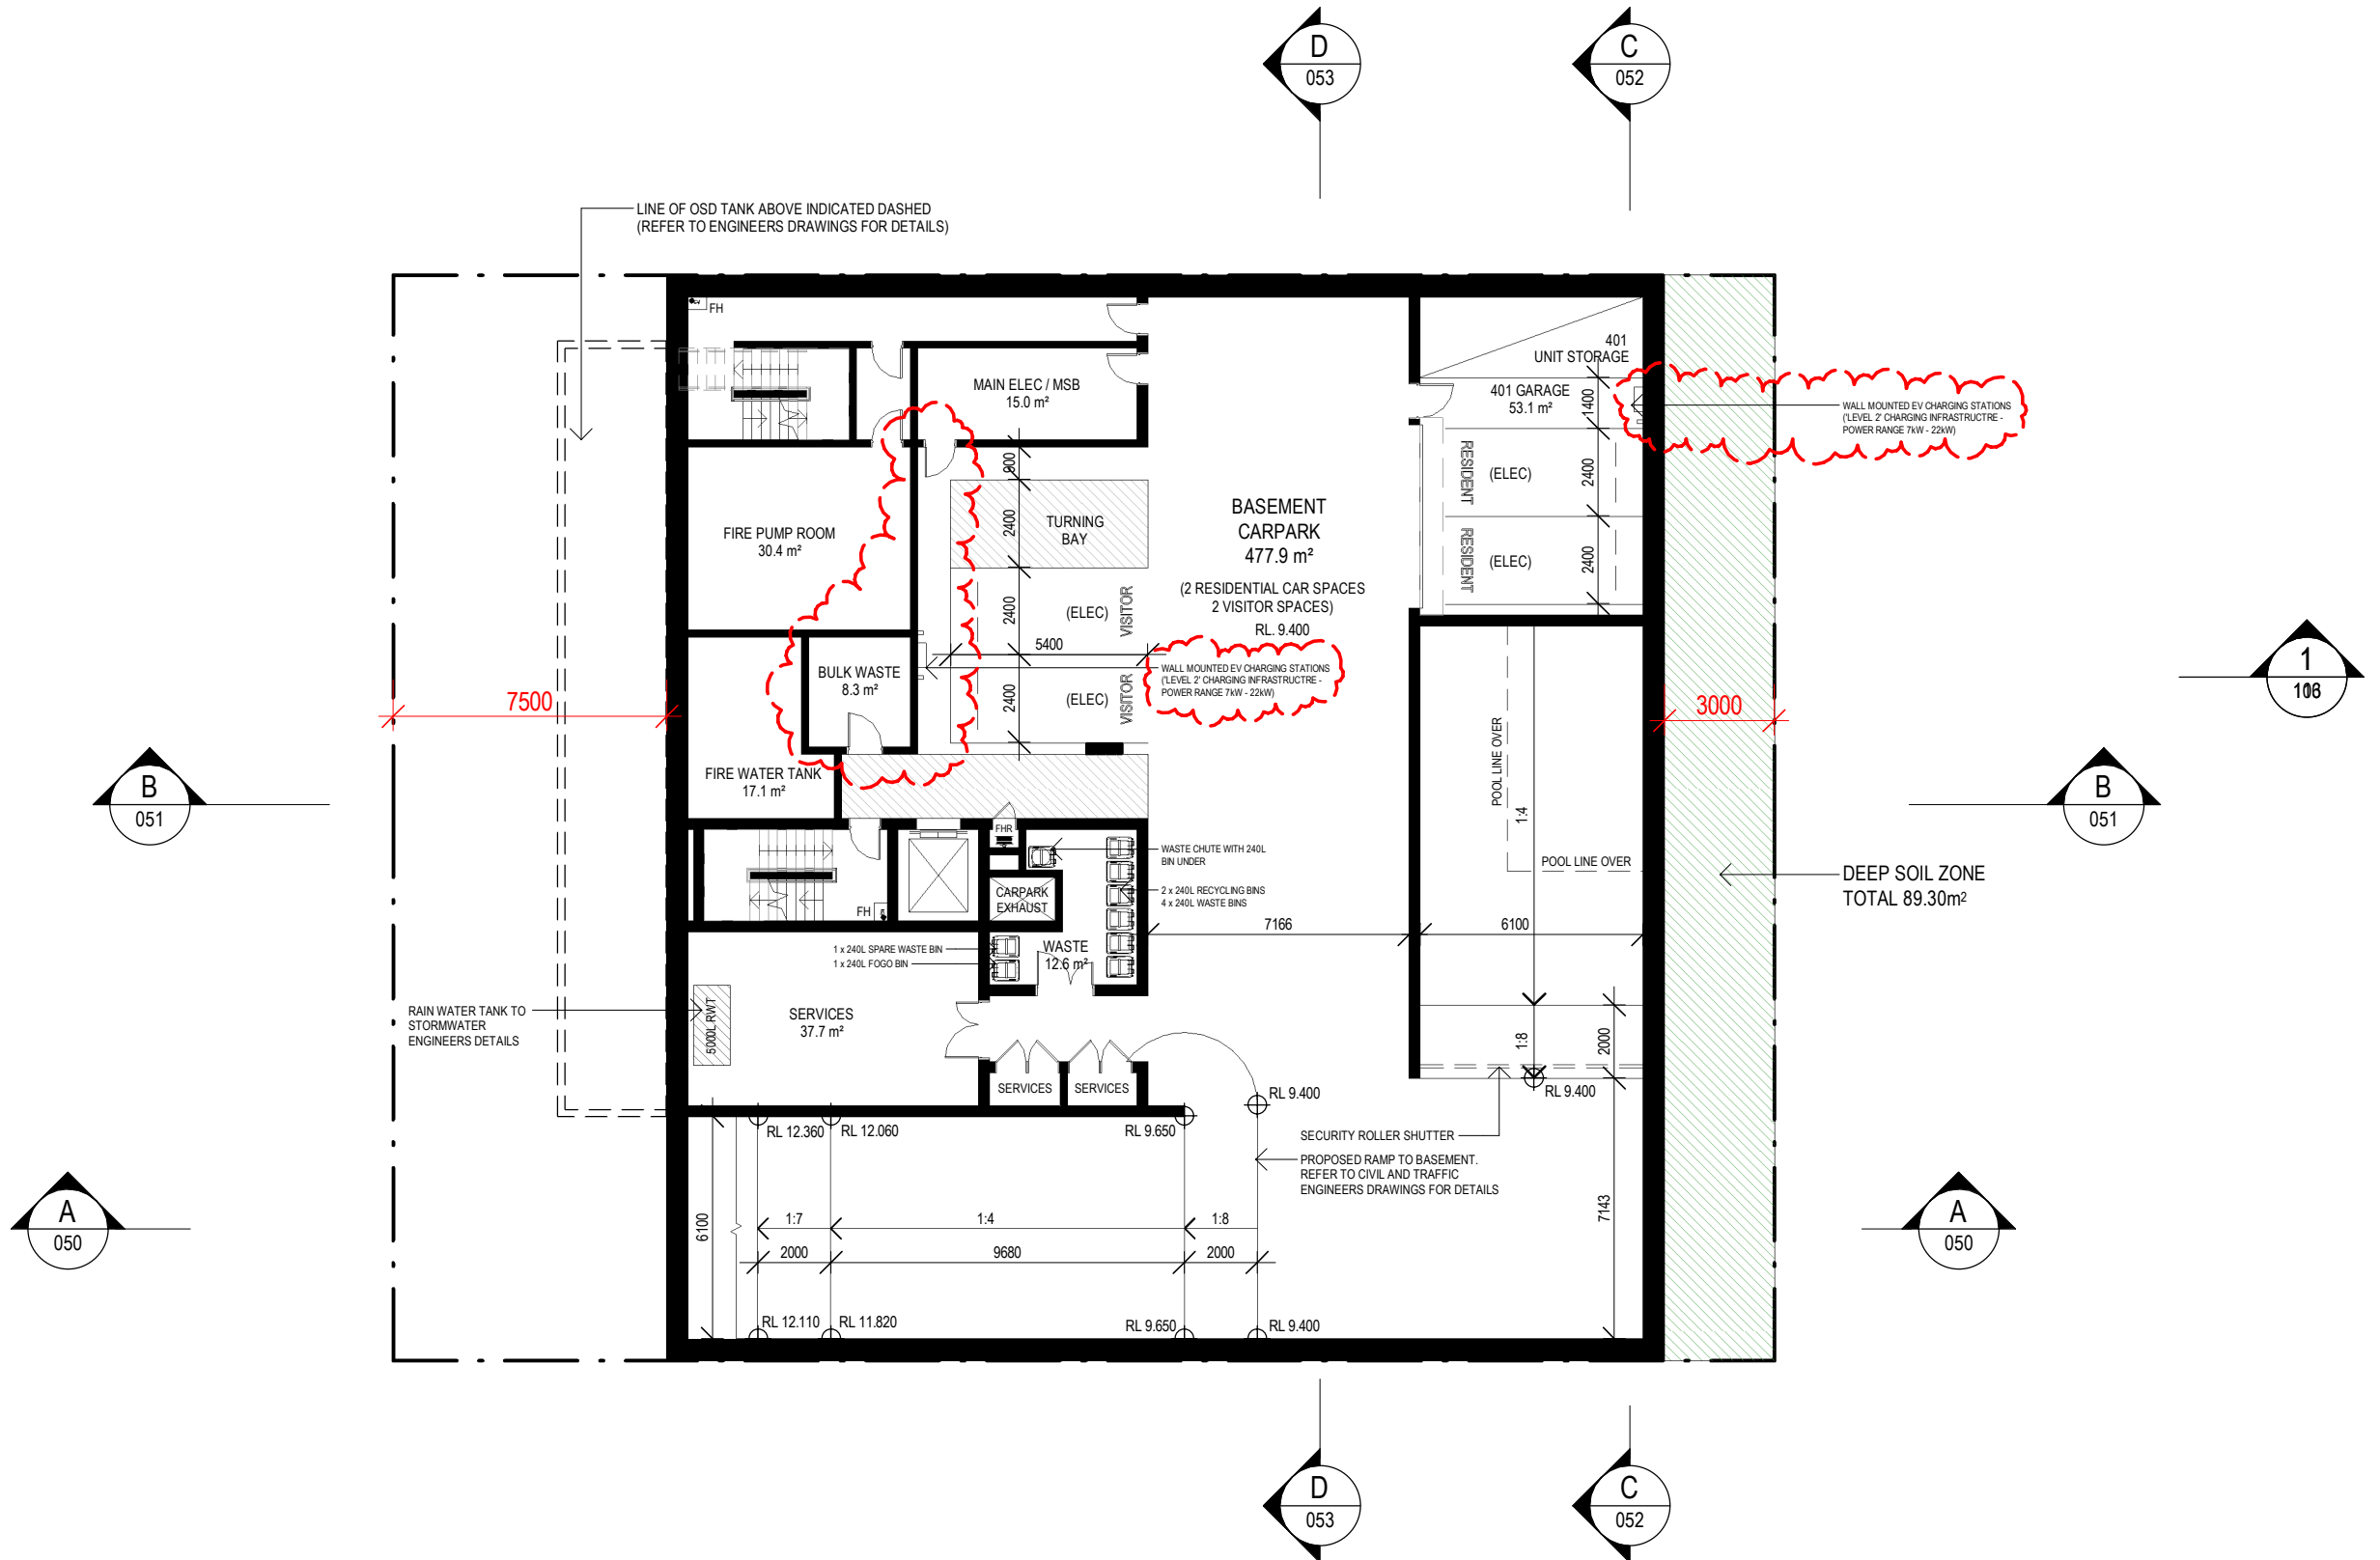 D
053
C
052
LINE OF OSD TANK ABOVE INDICATED DASHED
(REFER TO ENGINEERS DRAWINGS FOR DETAILS)
FH
401
UNIT STORAGE
MAIN ELEC / MSB
15.0 m²
401 GARAGE
53.1 m²
1400
WALL MOUNTED EV CHARGING STATIONS
('LEVEL 2' CHARGING INFRASTRUCTRE -
POWER RANGE 7kW - 22kW)
RESIDENT
(ELEC)
2400
RESIDENT
(ELEC)
2400
900
2400
TURNING
BAY
BASEMENT
CARPARK
477.9 m²
(2 RESIDENTIAL CAR SPACES
2 VISITOR SPACES)
RL. 9.400
FIRE PUMP ROOM
30.4 m²
2400
(ELEC)
VISITOR
5400
WALL MOUNTED EV CHARGING STATIONS
('LEVEL 2' CHARGING INFRASTRUCTRE -
POWER RANGE 7kW - 22kW)
BULK WASTE
8.3 m²
2400
(ELEC)
VISITOR
7500
3000
1
B
051
FIRE WATER TANK
17.1 m²
POOL LINE OVER
1:4
POOL LINE OVER
B
051
DEEP SOIL ZONE
TOTAL 89.30m²
FHR
WASTE CHUTE WITH 240L
BIN UNDER
CARPARK
EXHAUST
2 x 240L RECYCLING BINS
4 x 240L WASTE BINS
FH
7166
6100
1 x 240L SPARE WASTE BIN
1 x 240L FOGO BIN
WASTE
12.6 m²
RAIN WATER TANK TO
STORMWATER
ENGINEERS DETAILS
5000L RWT
SERVICES
37.7 m²
1:8
2000
SERVICES
SERVICES
RL 9.400
RL 9.400
RL 12.360
RL 12.060
RL 9.650
SECURITY ROLLER SHUTTER
PROPOSED RAMP TO BASEMENT.
REFER TO CIVIL AND TRAFFIC
ENGINEERS DRAWINGS FOR DETAILS
A
050
6100
1:7
1:4
1:8
2000
9680
2000
7143
A
050
RL 12.110
RL 11.820
RL 9.650
RL 9.400
D
053
C
052